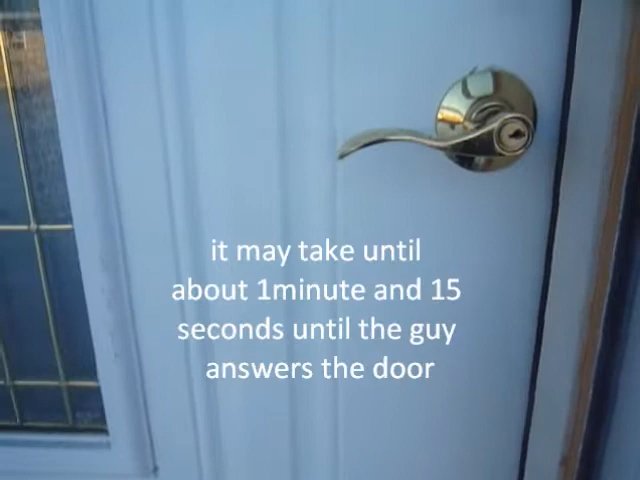 it may take until
about 1minute and 15
seconds until the guy
answers the door